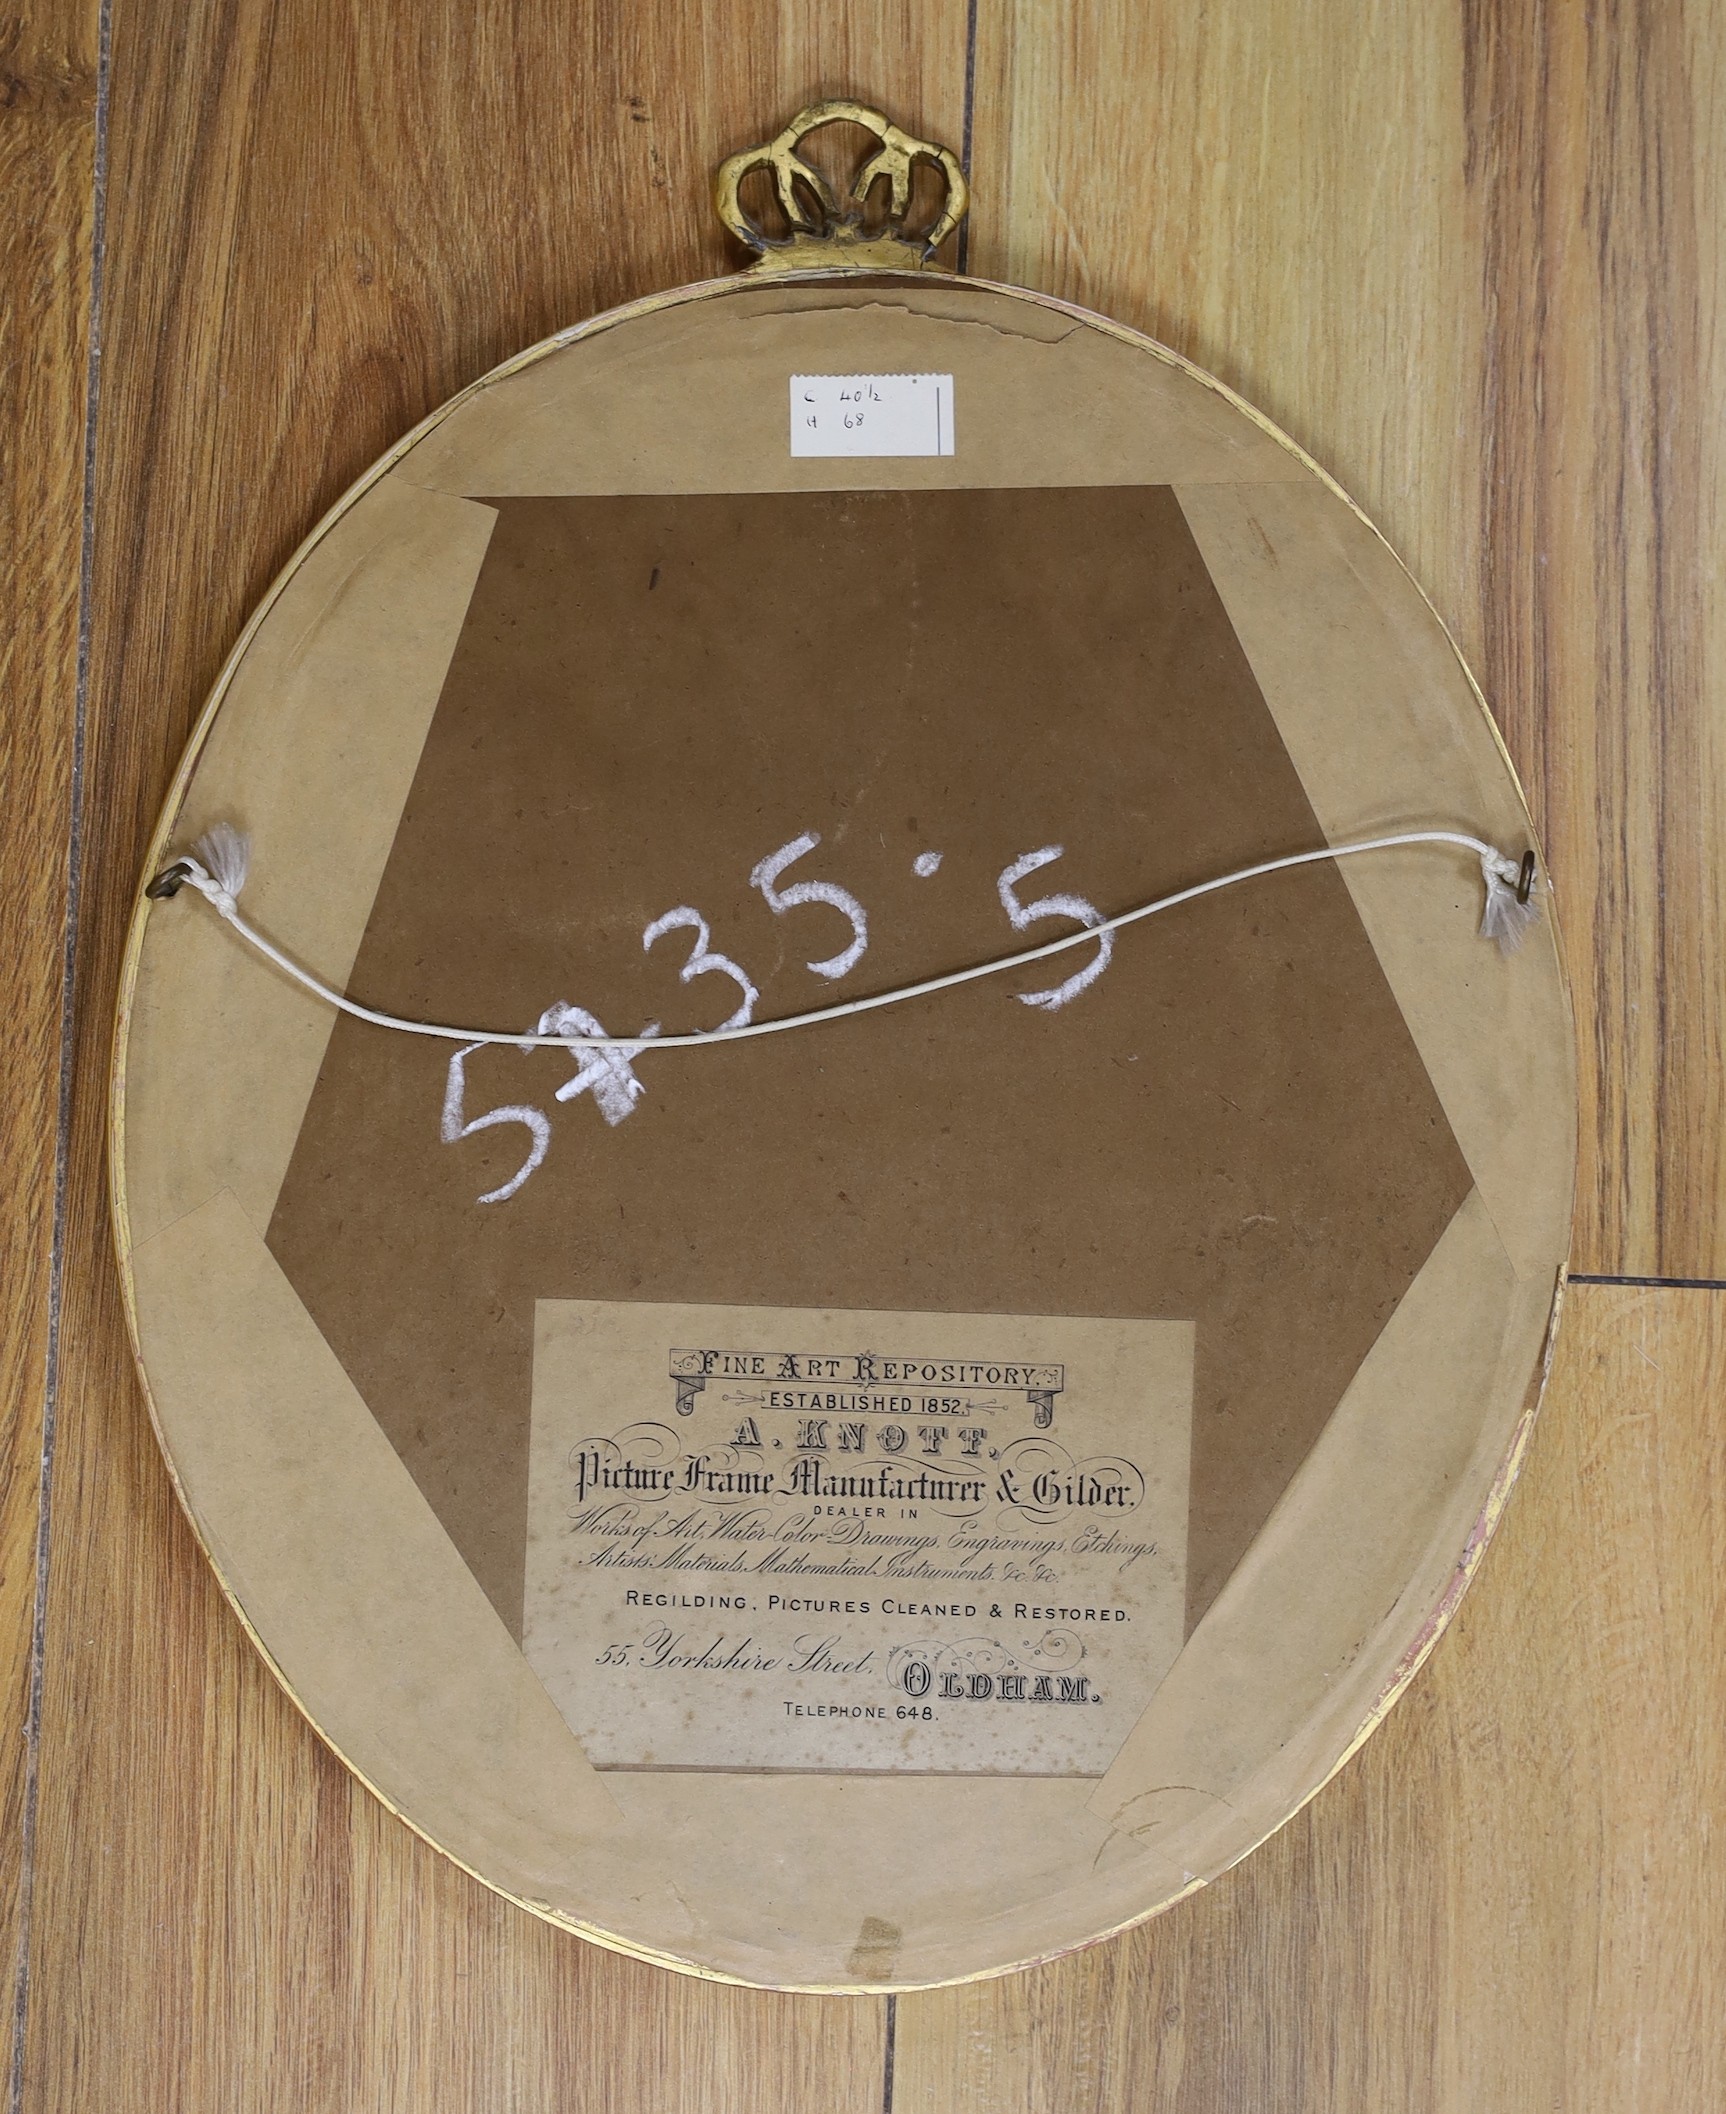 C 40½
H 68
5 x 35.5
FINE ART REPOSITORY.
ESTABLISHED 1852.
A. KNOTT,
Picture Frame Manufacturer & Gilder.
DEALER IN
Works of Art, Water-Color-Drawings, Engravings, Etchings,
Artists' Materials, Mathematical Instruments. &c. &c.
REGILDING, PICTURES CLEANED & RESTORED.
55, Yorkshire Street, OLDHAM.
TELEPHONE 648.